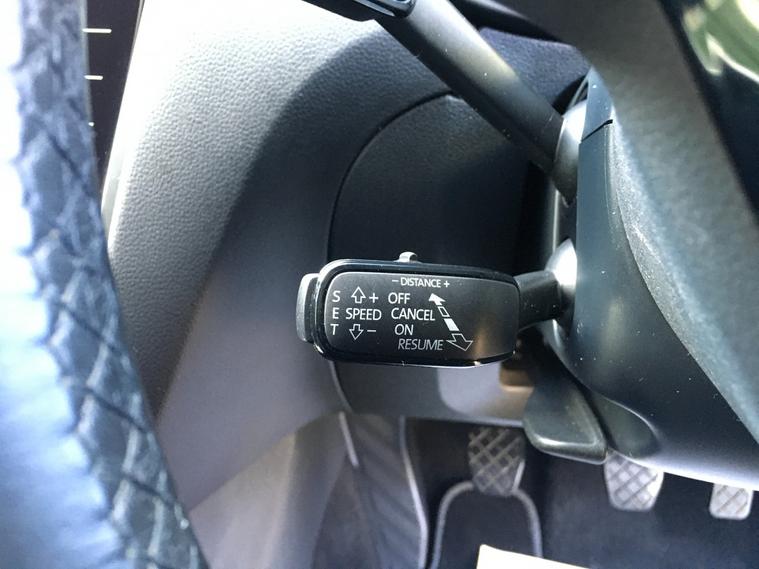 − DISTANCE +
S + OFF
E SPEED CANCEL
T − ON
RESUME